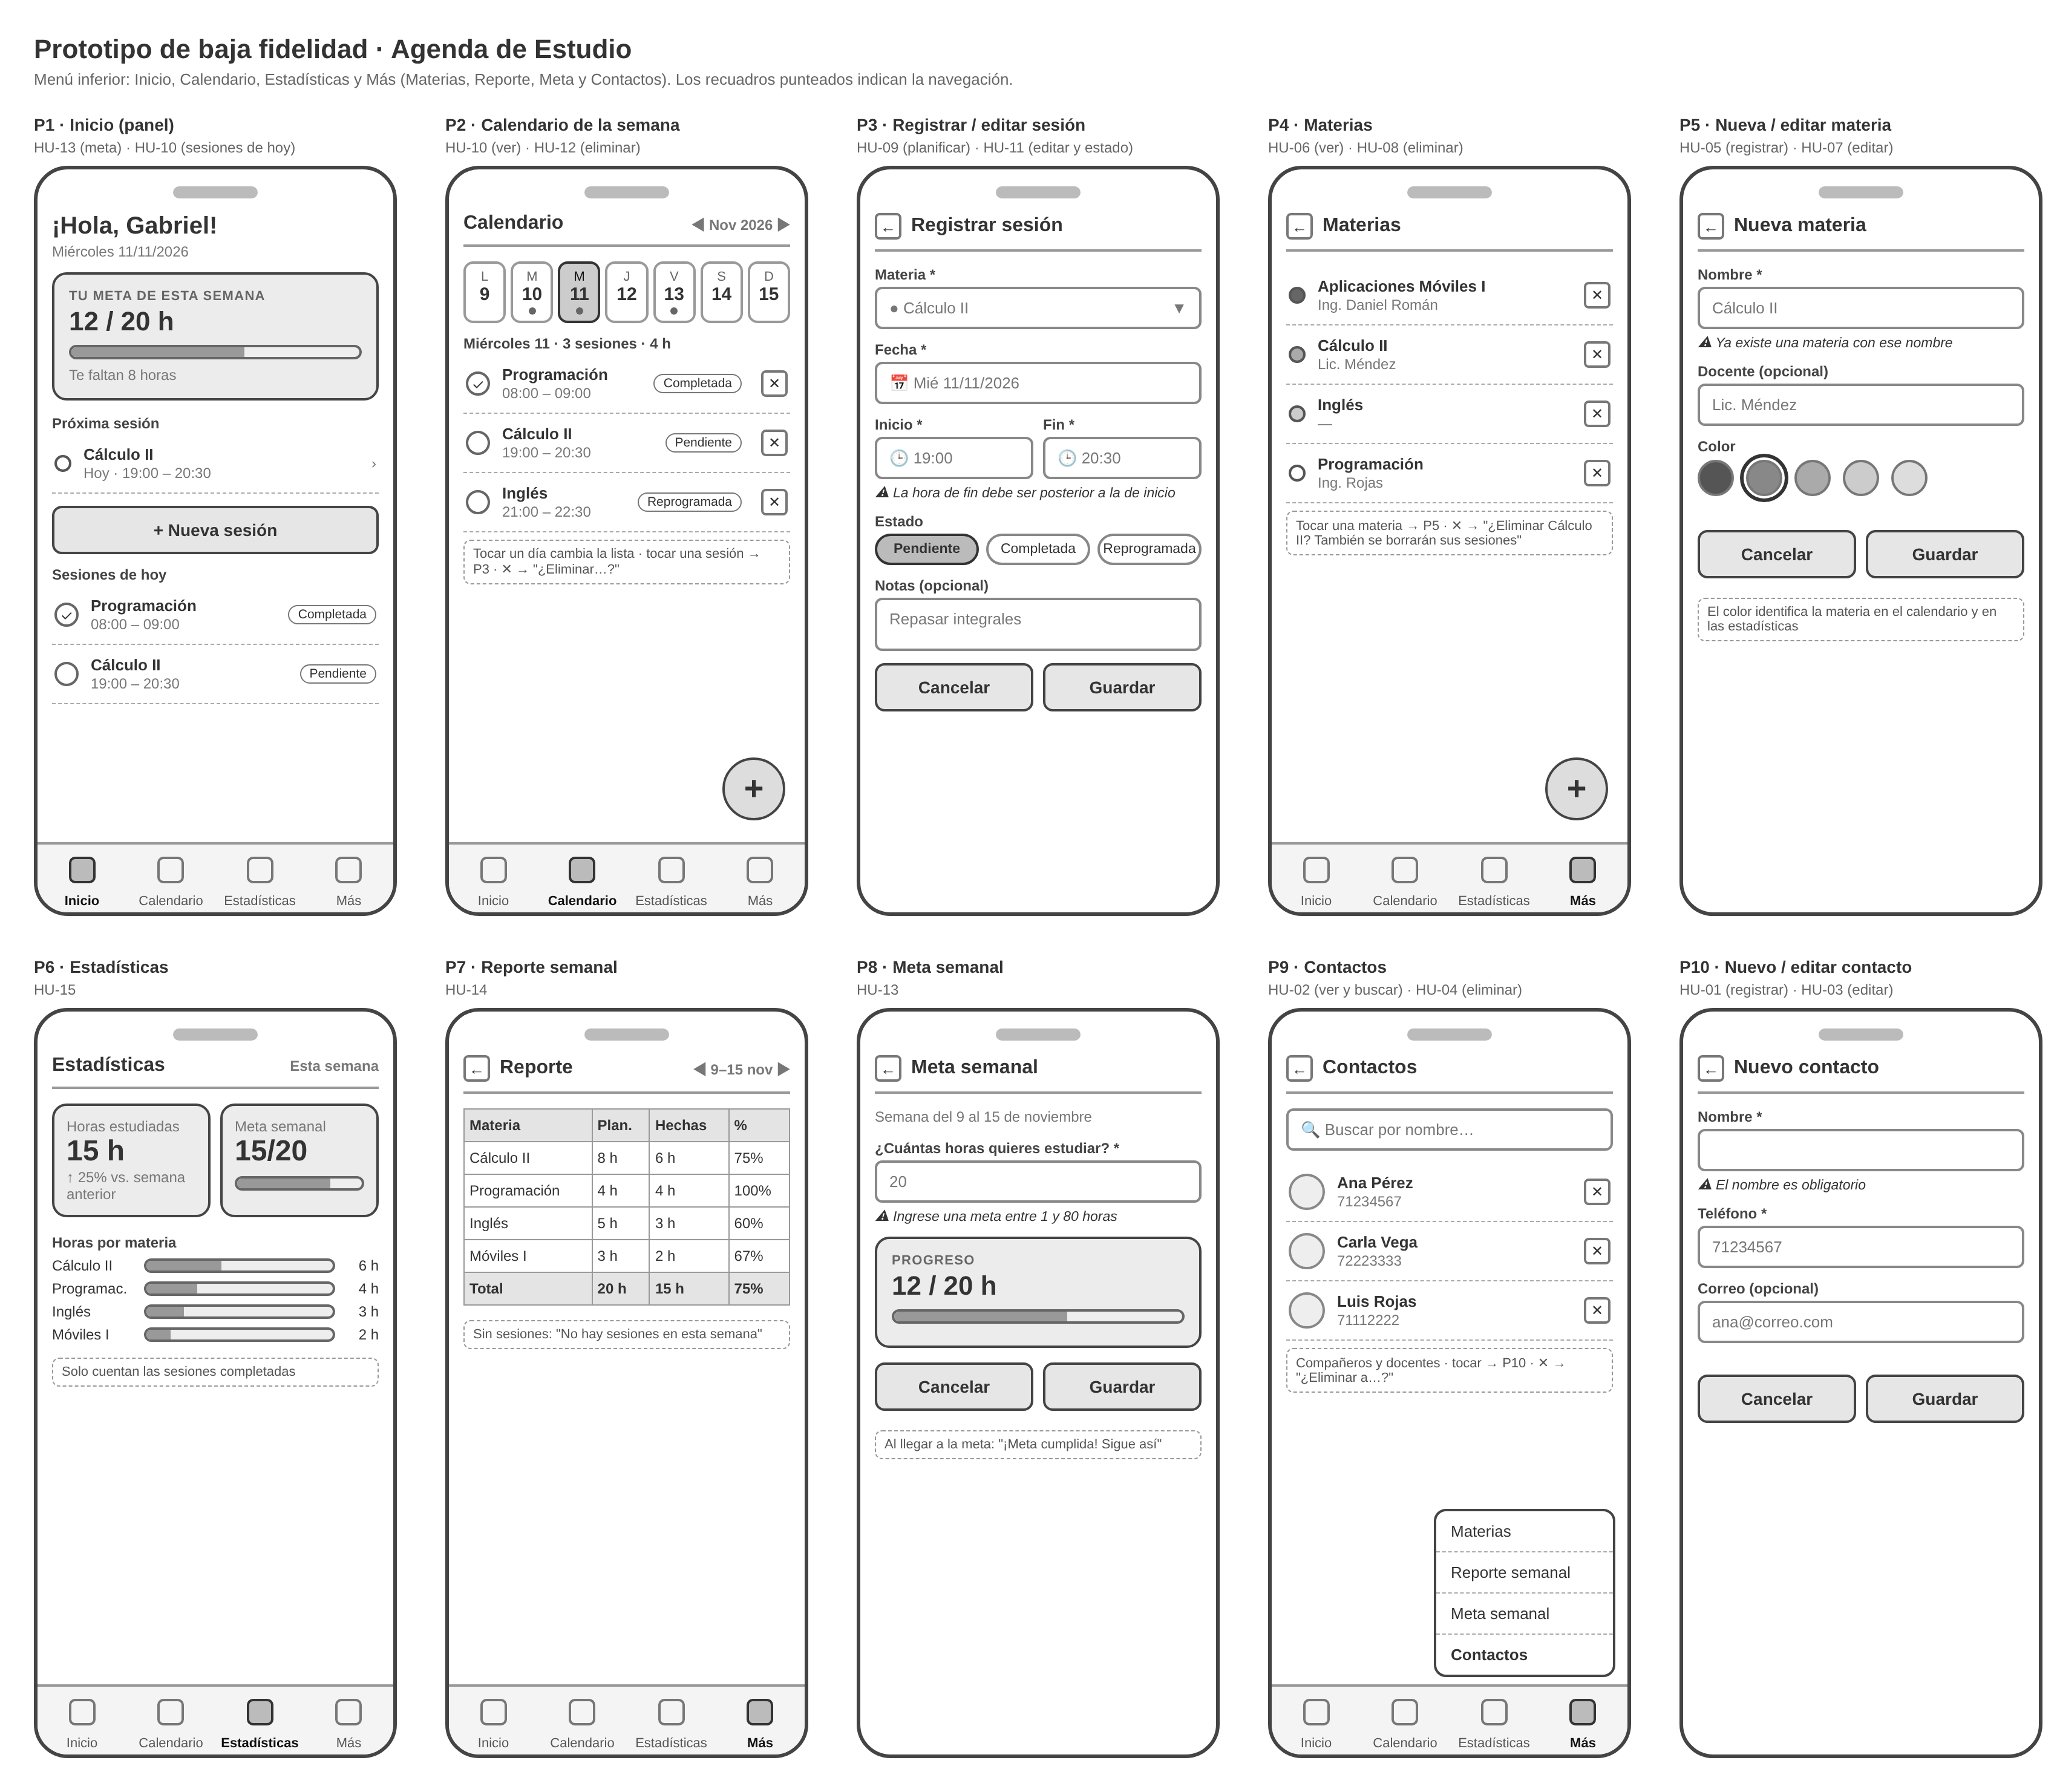 Prototipo de baja fidelidad · Agenda de Estudio
Menú inferior: Inicio, Calendario, Estadísticas y Más (Materias, Reporte, Meta y Contactos). Los recuadros punteados indican la navegación.
P1 · Inicio (panel)
HU-13 (meta) · HU-10 (sesiones de hoy)
¡Hola, Gabriel!
Miércoles 11/11/2026
TU META DE ESTA SEMANA
12 / 20 h
Te faltan 8 horas
Próxima sesión
Cálculo II
Hoy · 19:00 – 20:30
›
+ Nueva sesión
Sesiones de hoy
Programación
08:00 – 09:00
Completada
Cálculo II
19:00 – 20:30
Pendiente
Inicio Calendario Estadísticas Más
P2 · Calendario de la semana
HU-10 (ver) · HU-12 (eliminar)
Calendario ◀ Nov 2026 ▶
L M M J V S D
9 10 11 12 13 14 15
Miércoles 11 · 3 sesiones · 4 h
Programación
08:00 – 09:00
Completada ✕
Cálculo II
19:00 – 20:30
Pendiente ✕
Inglés
21:00 – 22:30
Reprogramada ✕
Tocar un día cambia la lista · tocar una sesión →
P3 · ✕ → "¿Eliminar…?"
+
Inicio Calendario Estadísticas Más
P3 · Registrar / editar sesión
HU-09 (planificar) · HU-11 (editar y estado)
← Registrar sesión
Materia *
● Cálculo II ▼
Fecha *
📅 Mié 11/11/2026
Inicio * Fin *
🕒 19:00 🕒 20:30
⚠ La hora de fin debe ser posterior a la de inicio
Estado
Pendiente Completada Reprogramada
Notas (opcional)
Repasar integrales
Cancelar Guardar
P4 · Materias
HU-06 (ver) · HU-08 (eliminar)
← Materias
Aplicaciones Móviles I
Ing. Daniel Román
✕
Cálculo II
Lic. Méndez
✕
Inglés
—
✕
Programación
Ing. Rojas
✕
Tocar una materia → P5 · ✕ → "¿Eliminar Cálculo
II? También se borrarán sus sesiones"
+
Inicio Calendario Estadísticas Más
P5 · Nueva / editar materia
HU-05 (registrar) · HU-07 (editar)
← Nueva materia
Nombre *
Cálculo II
⚠ Ya existe una materia con ese nombre
Docente (opcional)
Lic. Méndez
Color
Cancelar Guardar
El color identifica la materia en el calendario y en
las estadísticas
P6 · Estadísticas
HU-15
Estadísticas Esta semana
Horas estudiadas
15 h
↑ 25% vs. semana
anterior
Meta semanal
15/20
Horas por materia
Cálculo II 6 h
Programac. 4 h
Inglés 3 h
Móviles I 2 h
Solo cuentan las sesiones completadas
Inicio Calendario Estadísticas Más
P7 · Reporte semanal
HU-14
← Reporte ◀ 9–15 nov ▶
Materia Plan. Hechas %
Cálculo II 8 h 6 h 75%
Programación 4 h 4 h 100%
Inglés 5 h 3 h 60%
Móviles I 3 h 2 h 67%
Total 20 h 15 h 75%
Sin sesiones: "No hay sesiones en esta semana"
Inicio Calendario Estadísticas Más
P8 · Meta semanal
HU-13
← Meta semanal
Semana del 9 al 15 de noviembre
¿Cuántas horas quieres estudiar? *
20
⚠ Ingrese una meta entre 1 y 80 horas
PROGRESO
12 / 20 h
Cancelar Guardar
Al llegar a la meta: "¡Meta cumplida! Sigue así"
P9 · Contactos
HU-02 (ver y buscar) · HU-04 (eliminar)
← Contactos
🔍 Buscar por nombre…
Ana Pérez
71234567
✕
Carla Vega
72223333
✕
Luis Rojas
71112222
✕
Compañeros y docentes · tocar → P10 · ✕ →
"¿Eliminar a…?"
Materias
Reporte semanal
Meta semanal
Contactos
Inicio Calendario Estadísticas Más
P10 · Nuevo / editar contacto
HU-01 (registrar) · HU-03 (editar)
← Nuevo contacto
Nombre *
⚠ El nombre es obligatorio
Teléfono *
71234567
Correo (opcional)
ana@correo.com
Cancelar Guardar